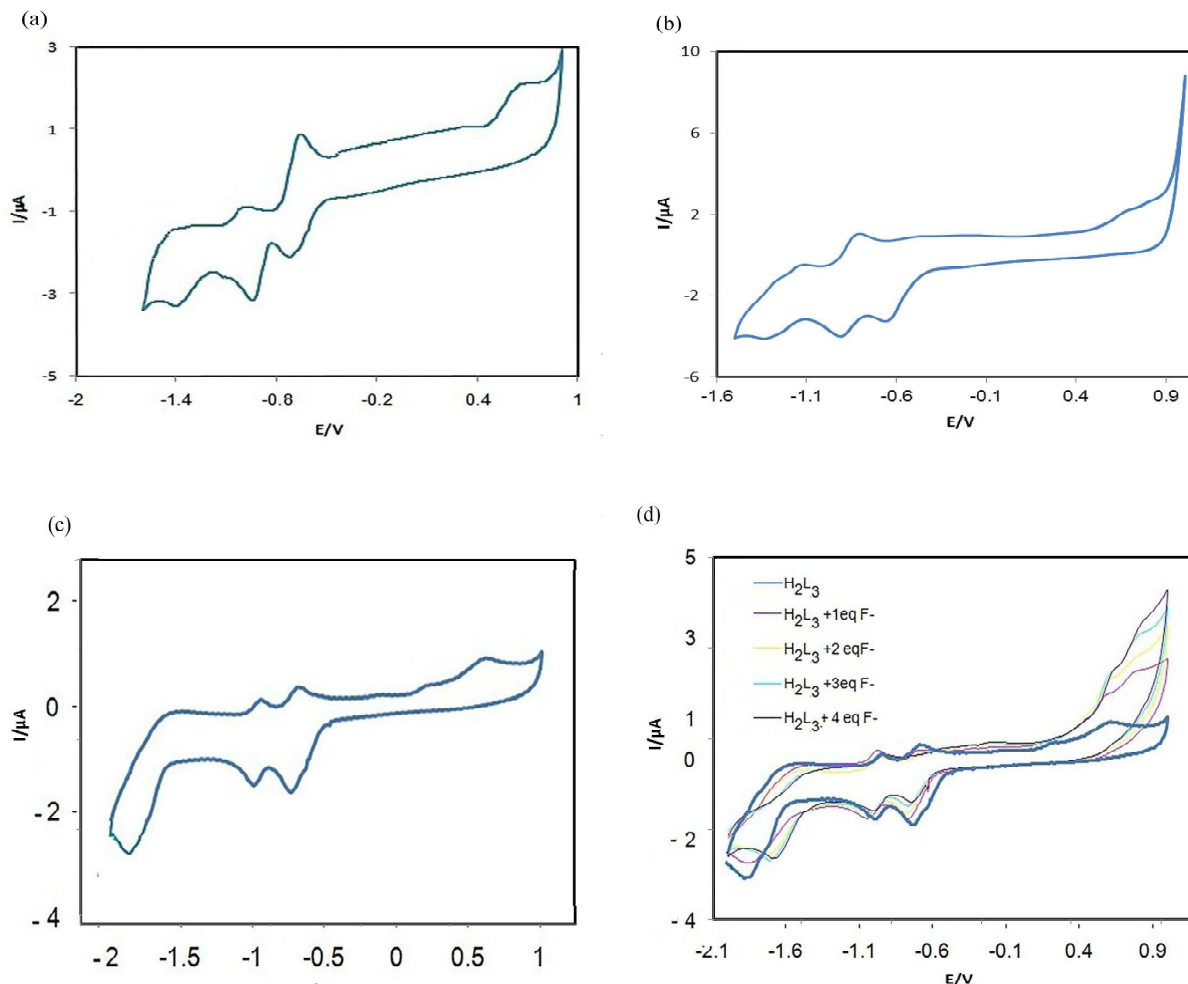 (a)
3
1
-1
-3
-5
I/µA
-2 -1.4 -0.8 -0.2 0.4 1
E/V
(b)
10
6
2
-2
-6
I/µA
-1.6 -1.1 -0.6 -0.1 0.4 0.9
E/V
(c)
2
0
- 2
- 4
I/µA
-2 -1.5 -1 -0.5 0 0.5 1
(d)
5
3
1
0
- 2
- 4
I/µA
H2L3
H2L3 +1eq F-
H2L3 +2 eqF-
H2L3 +3eq F-
H2L3+ 4 eq F-
-2.1 -1.6 -1.1 -0.6 -0.1 0.4 0.9
E/V